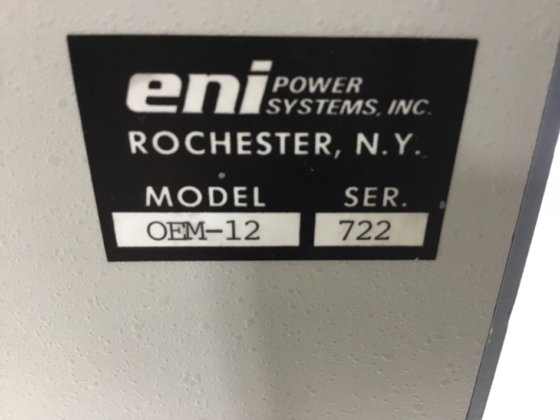 eni POWER
SYSTEMS, INC.
ROCHESTER, N.Y.
MODEL SER.
OEM-12 722